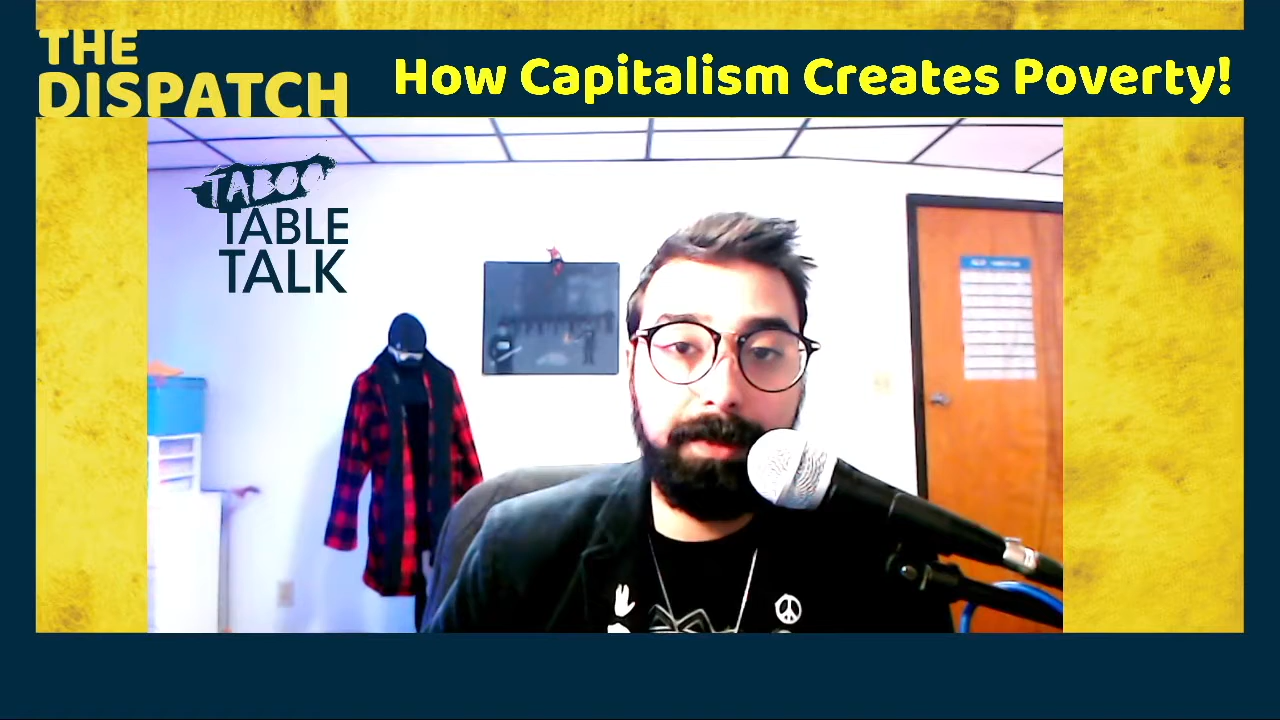 THE
DISPATCH
How Capitalism Creates Poverty!
TABOO
TABLE
TALK